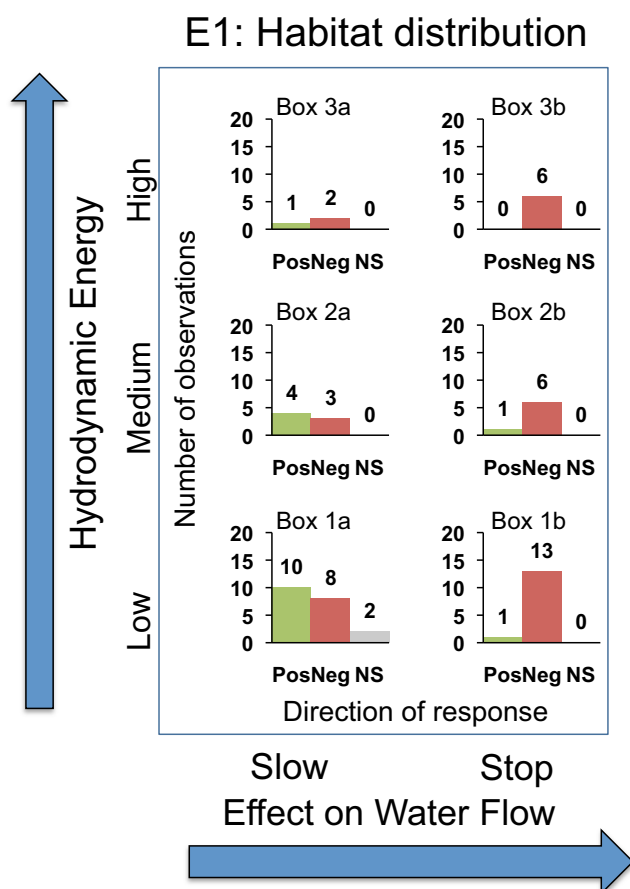 E1: Habitat distribution
Hydrodynamic Energy
High
Medium
Low
Number of observations
Box 3a
20
15
10
5
0
1 2 0
PosNeg NS
Box 3b
20
15
10
5
0
0 6 0
PosNeg NS
Box 2a
20
15
10
5
0
4 3 0
PosNeg NS
Box 2b
20
15
10
5
0
1 6 0
PosNeg NS
Box 1a
20
15
10
5
0
10 8 2
PosNeg NS
Box 1b
20
15
10
5
0
1 13 0
PosNeg NS
Direction of response
Slow Stop
Effect on Water Flow